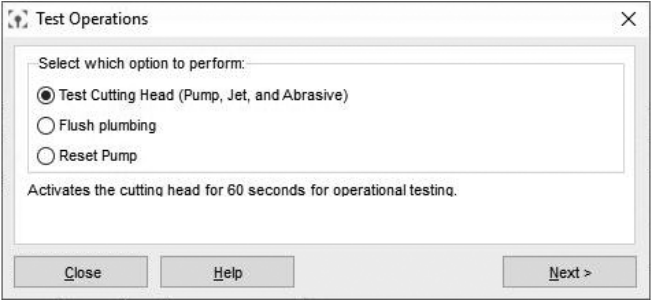 Test Operations
Select which option to perform:
Test Cutting Head (Pump, Jet, and Abrasive)
Flush plumbing
Reset Pump
Activates the cutting head for 60 seconds for operational testing.
Close Help Next >